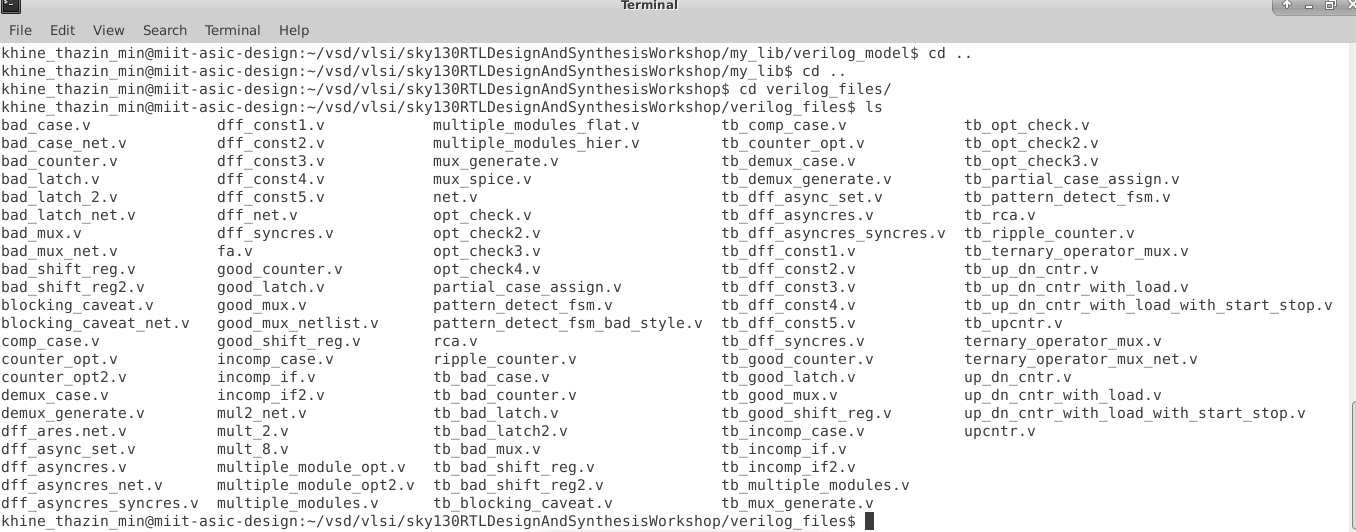 Terminal
File Edit View Search Terminal Help
khine_thazin_min@miit-asic-design:~/vsd/vlsi/sky130RTLDesignAndSynthesisWorkshop/my_lib/verilog_model$ cd ..
khine_thazin_min@miit-asic-design:~/vsd/vlsi/sky130RTLDesignAndSynthesisWorkshop/my_lib$ cd ..
khine_thazin_min@miit-asic-design:~/vsd/vlsi/sky130RTLDesignAndSynthesisWorkshop$ cd verilog_files/
khine_thazin_min@miit-asic-design:~/vsd/vlsi/sky130RTLDesignAndSynthesisWorkshop/verilog_files$ ls
bad_case.v dff_const1.v multiple_modules_flat.v tb_comp_case.v tb_opt_check.v
bad_case_net.v dff_const2.v multiple_modules_hier.v tb_counter_opt.v tb_opt_check2.v
bad_counter.v dff_const3.v mux_generate.v tb_demux_case.v tb_opt_check3.v
bad_latch.v dff_const4.v mux_spice.v tb_demux_generate.v tb_partial_case_assign.v
bad_latch_2.v dff_const5.v net.v tb_dff_async_set.v tb_pattern_detect_fsm.v
bad_latch_net.v dff_net.v opt_check.v tb_dff_asyncres.v tb_rca.v
bad_mux.v dff_syncres.v opt_check2.v tb_dff_asyncres_syncres.v tb_ripple_counter.v
bad_mux_net.v fa.v opt_check3.v tb_dff_const1.v tb_ternary_operator_mux.v
bad_shift_reg.v good_counter.v opt_check4.v tb_dff_const2.v tb_up_dn_cntr.v
bad_shift_reg2.v good_latch.v partial_case_assign.v tb_dff_const3.v tb_up_dn_cntr_with_load.v
blocking_caveat.v good_mux.v pattern_detect_fsm.v tb_dff_const4.v tb_up_dn_cntr_with_load_with_start_stop.v
blocking_caveat_net.v good_mux_netlist.v pattern_detect_fsm_bad_style.v tb_dff_const5.v tb_upcntr.v
comp_case.v good_shift_reg.v rca.v tb_dff_syncres.v ternary_operator_mux.v
counter_opt.v incomp_case.v ripple_counter.v tb_good_counter.v ternary_operator_mux_net.v
counter_opt2.v incomp_if.v tb_bad_case.v tb_good_latch.v up_dn_cntr.v
demux_case.v incomp_if2.v tb_bad_counter.v tb_good_mux.v up_dn_cntr_with_load.v
demux_generate.v mul2_net.v tb_bad_latch.v tb_good_shift_reg.v up_dn_cntr_with_load_with_start_stop.v
dff_ares.net.v mult_2.v tb_bad_latch2.v tb_incomp_case.v upcntr.v
dff_async_set.v mult_8.v tb_bad_mux.v tb_incomp_if.v
dff_asyncres.v multiple_module_opt.v tb_bad_shift_reg.v tb_incomp_if2.v
dff_asyncres_net.v multiple_module_opt2.v tb_bad_shift_reg2.v tb_multiple_modules.v
dff_asyncres_syncres.v multiple_modules.v tb_blocking_caveat.v tb_mux_generate.v
khine_thazin_min@miit-asic-design:~/vsd/vlsi/sky130RTLDesignAndSynthesisWorkshop/verilog_files$